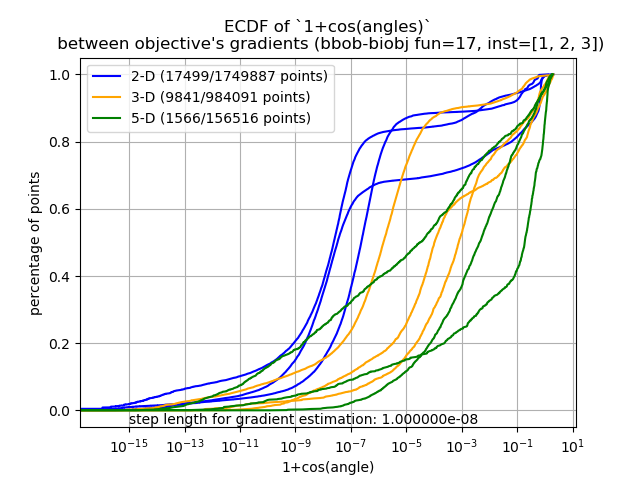 ECDF of `1+cos(angles)`
between objective's gradients (bbob-biobj fun=17, inst=[1, 2, 3])
2-D (17499/1749887 points)
3-D (9841/984091 points)
5-D (1566/156516 points)
percentage of points
1.0
0.8
0.6
0.4
0.2
0.0
step length for gradient estimation: 1.000000e-08
10⁻¹⁵ 10⁻¹³ 10⁻¹¹ 10⁻⁹ 10⁻⁷ 10⁻⁵ 10⁻³ 10⁻¹ 10¹
1+cos(angle)